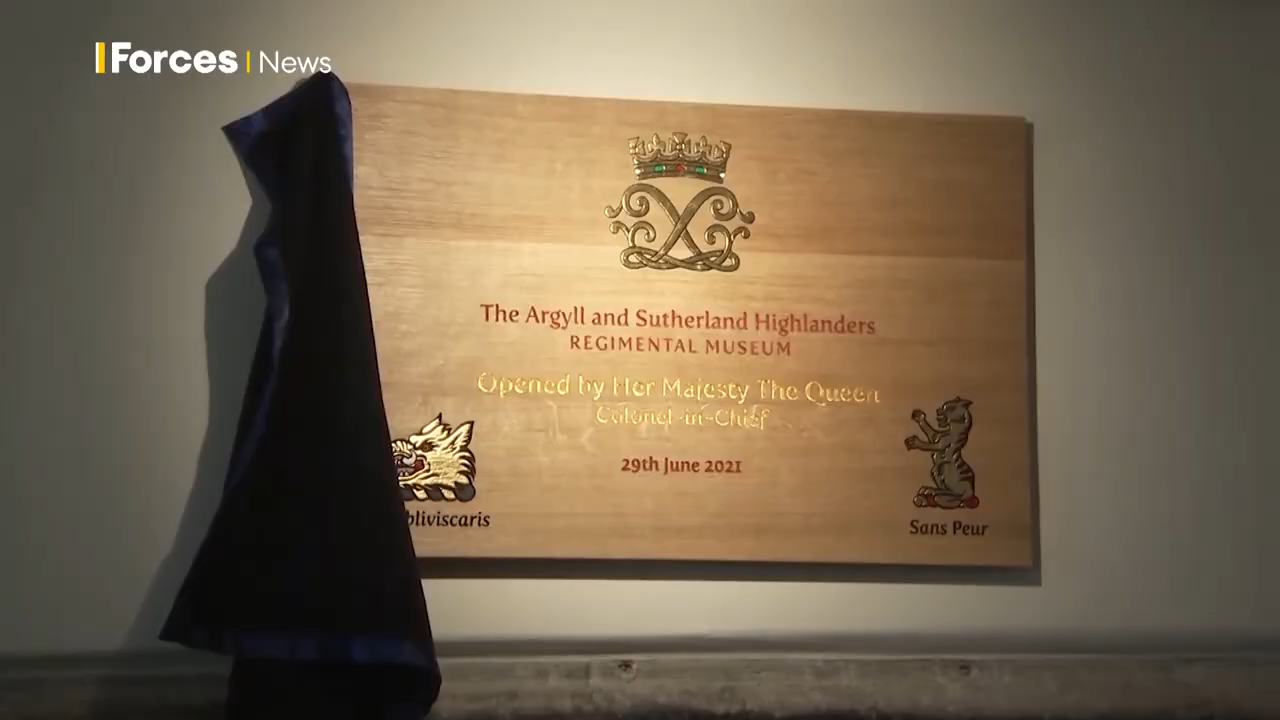 Forces News
The Argyll and Sutherland Highlanders
REGIMENTAL MUSEUM
Opened by Her Majesty The Queen
Colonel-in-Chief
29th June 2021
bliviscaris
Sans Peur